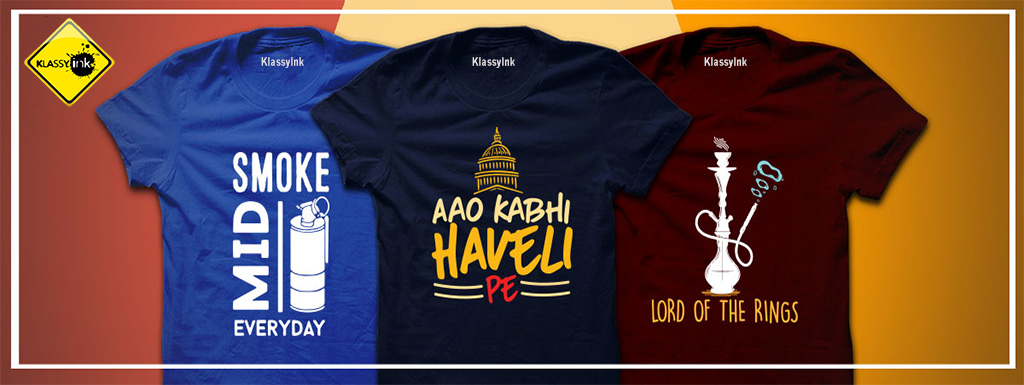 KLASSY ink
KlassyInk
SMOKE
MID
EVERYDAY
KlassyInk
AAO KABHI
HAVELI
PE
KlassyInk
LORD OF THE RINGS